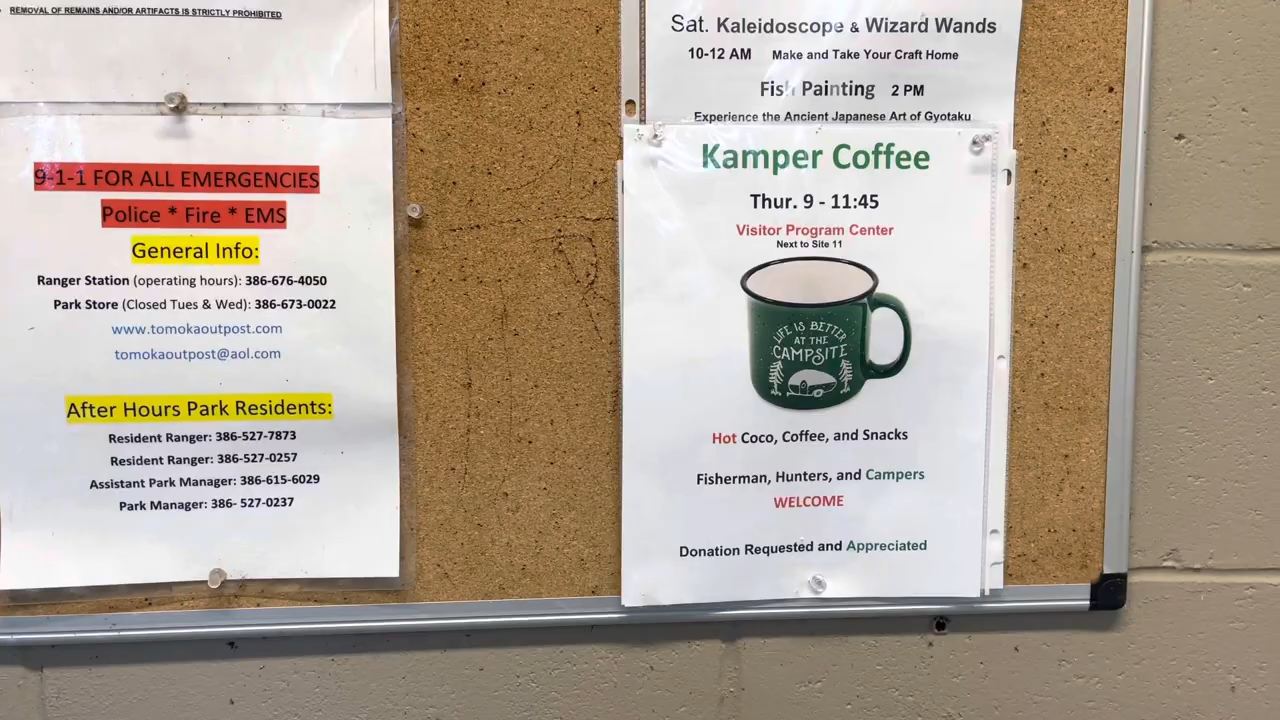 REMOVAL OF REMAINS AND/OR ARTIFACTS IS STRICTLY PROHIBITED
9-1-1 FOR ALL EMERGENCIES
Police * Fire * EMS
General Info:
Ranger Station (operating hours): 386-676-4050
Park Store (Closed Tues & Wed): 386-673-0022
www.tomokaoutpost.com
tomokaoutpost@aol.com
After Hours Park Residents:
Resident Ranger: 386-527-7873
Resident Ranger: 386-527-0257
Assistant Park Manager: 386-615-6029
Park Manager: 386- 527-0237
Sat. Kaleidoscope & Wizard Wands
10-12 AM Make and Take Your Craft Home
Fish Painting 2 PM
Experience the Ancient Japanese Art of Gyotaku
Kamper Coffee
Thur. 9 - 11:45
Visitor Program Center
Next to Site 11
LIFE IS BETTER
AT THE
CAMPSITE
Hot Coco, Coffee, and Snacks
Fisherman, Hunters, and Campers
WELCOME
Donation Requested and Appreciated